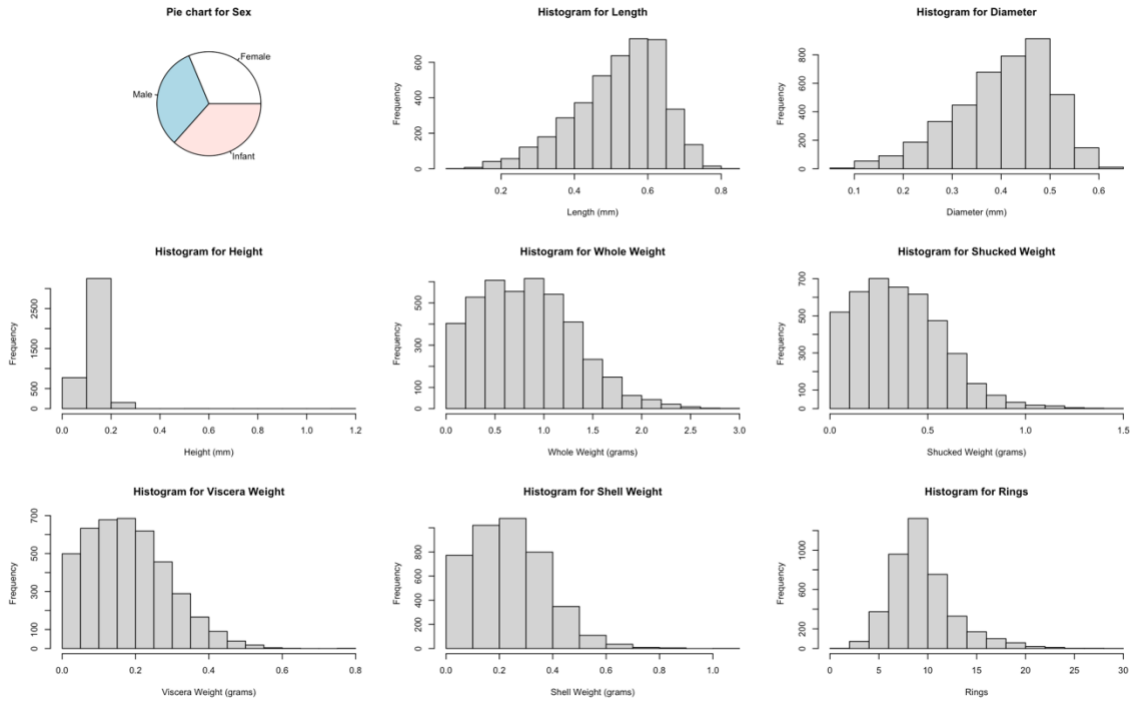 Pie chart for Sex
Female
Male
Infant
Histogram for Length
Frequency
0 200 400 600
0.2 0.4 0.6 0.8
Length (mm)
Histogram for Diameter
Frequency
0 200 400 600 800
0.1 0.2 0.3 0.4 0.5 0.6
Diameter (mm)
Histogram for Height
Frequency
0 500 1500 2500
0.0 0.2 0.4 0.6 0.8 1.0 1.2
Height (mm)
Histogram for Whole Weight
Frequency
0 100 300 500
0.0 0.5 1.0 1.5 2.0 2.5 3.0
Whole Weight (grams)
Histogram for Shucked Weight
Frequency
0 100 300 500 700
0.0 0.5 1.0 1.5
Shucked Weight (grams)
Histogram for Viscera Weight
Frequency
0 100 300 500 700
0.0 0.2 0.4 0.6 0.8
Viscera Weight (grams)
Histogram for Shell Weight
Frequency
0 200 400 600 800
0.0 0.2 0.4 0.6 0.8 1.0
Shell Weight (grams)
Histogram for Rings
Frequency
0 200 600 1000
0 5 10 15 20 25 30
Rings